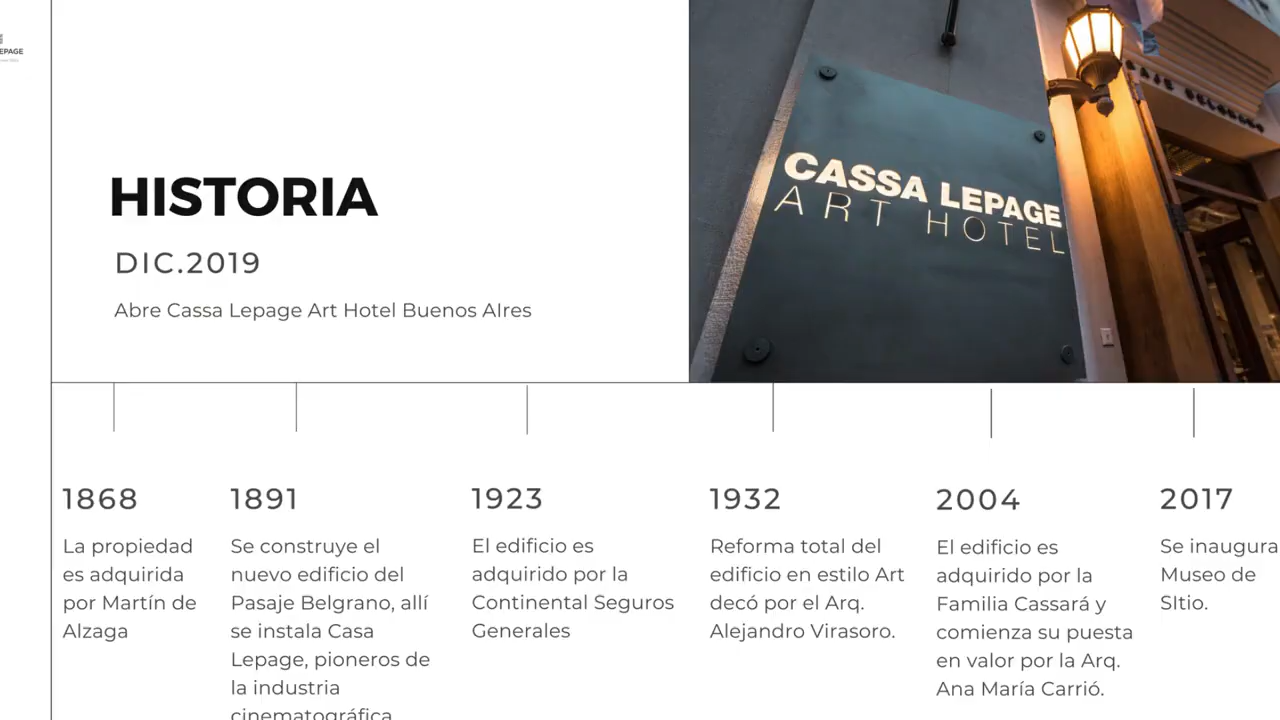 EPAGE
HISTORIA
DIC.2019
Abre Cassa Lepage Art Hotel Buenos AIres
CASSA LEPAGE
ART HOTEL
1868
La propiedad
es adquirida
por Martín de
Alzaga
1891
Se construye el
nuevo edificio del
Pasaje Belgrano, allí
se instala Casa
Lepage, pioneros de
la industria
cinematográfica
1923
El edificio es
adquirido por la
Continental Seguros
Generales
1932
Reforma total del
edificio en estilo Art
decó por el Arq.
Alejandro Virasoro.
2004
El edificio es
adquirido por la
Familia Cassará y
comienza su puesta
en valor por la Arq.
Ana María Carrió.
2017
Se inaugura
Museo de
SItio.